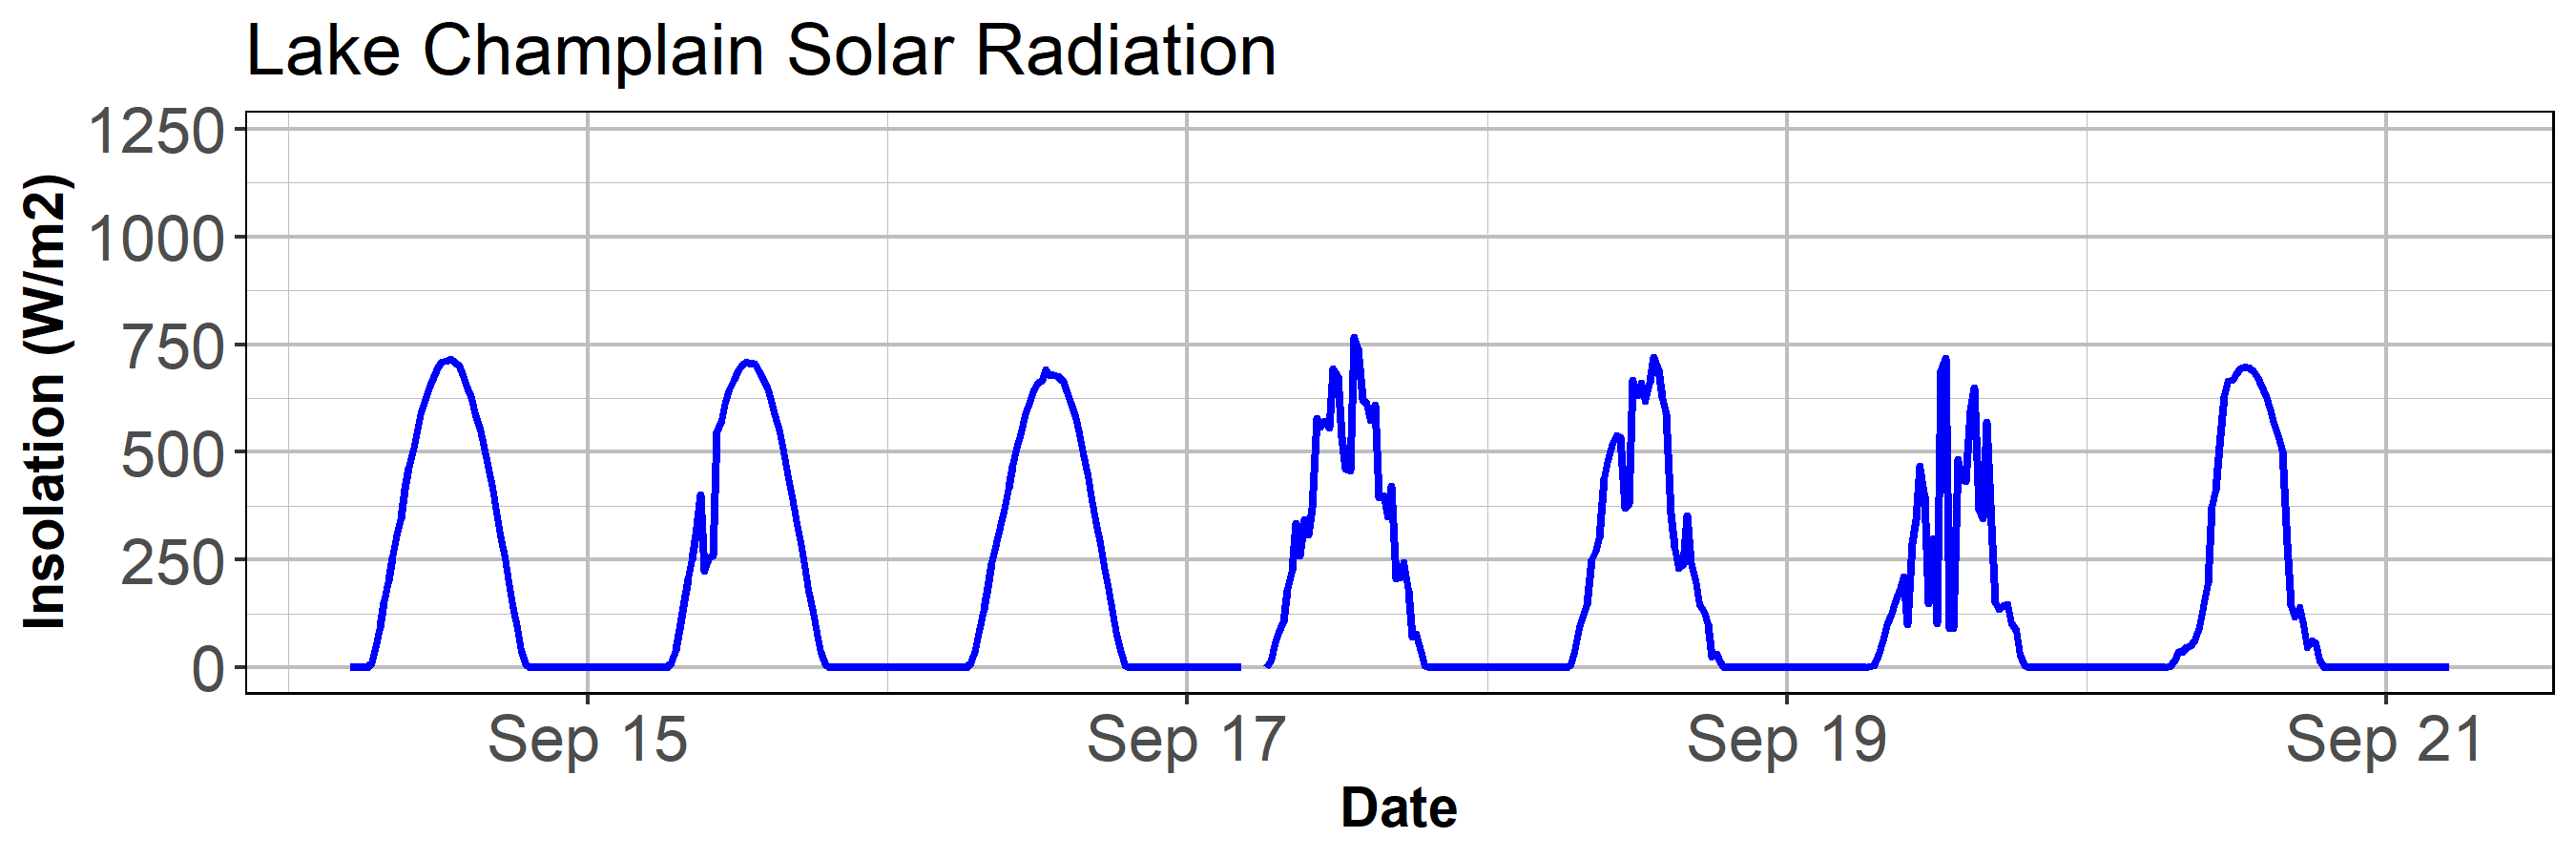 Lake Champlain Solar Radiation
1250
1000
750
500
250
0
Insolation (W/m2)
Sep 15 Sep 17 Sep 19 Sep 21
Date